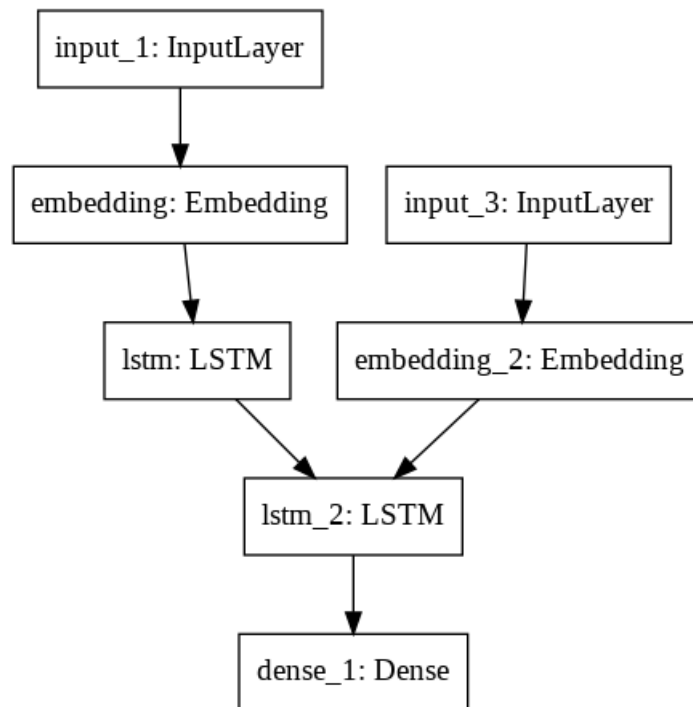 input_1: InputLayer
embedding: Embedding
input_3: InputLayer
lstm: LSTM
embedding_2: Embedding
lstm_2: LSTM
dense_1: Dense